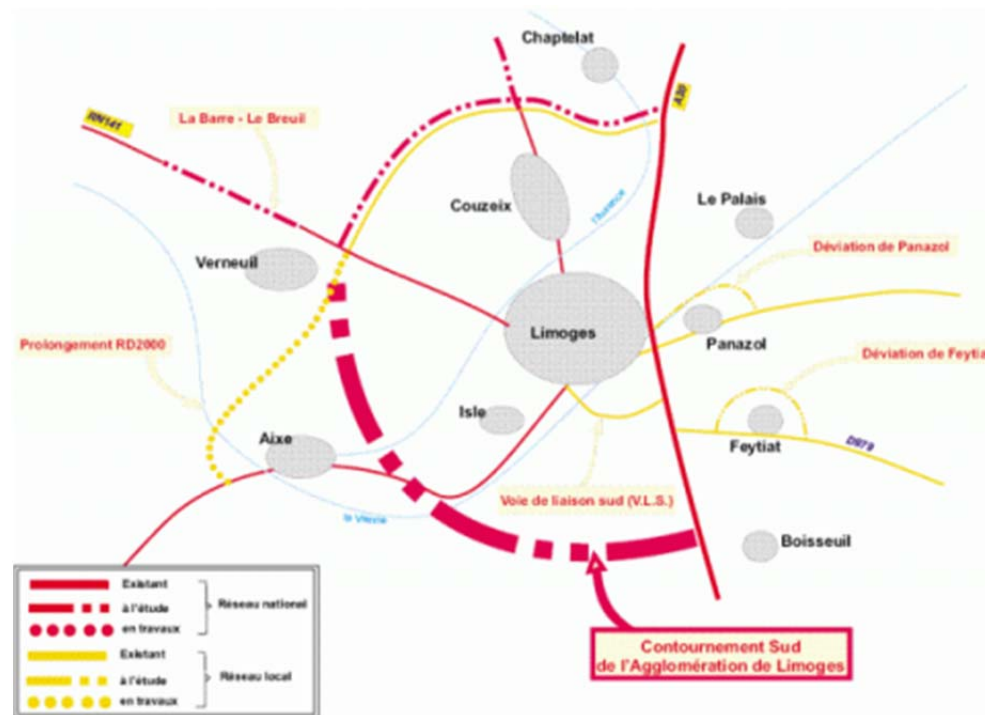 Chaptelat
RN141
La Barre - Le Breuil
A20
Couzeix
l'Aurence
Le Palais
Verneuil
Déviation de Panazol
Limoges
Panazol
Prolongement RD2000
Déviation de Feytia
Isle
Aixe
Feytiat
D979
Voie de liaison sud (V.L.S.)
la Vienne
Boisseuil
Existant
à l'étude
Réseau national
en travaux
Existant
à l'étude
Réseau local
en travaux
Contournement Sud
de l'Agglomération de Limoges